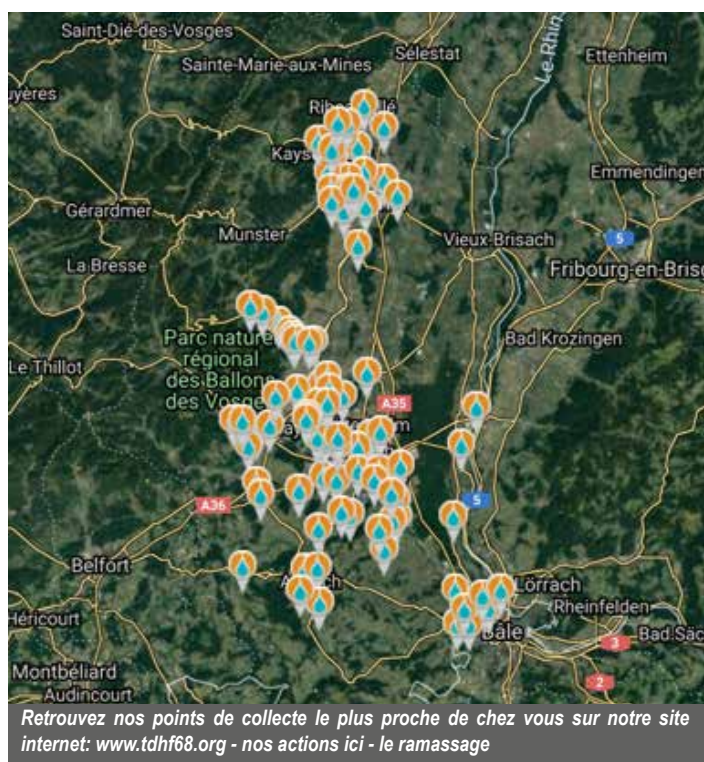 Saint-Dié-des-Vosges
Sélestat
Le-Rhin
Ettenheim
Sainte-Marie-aux-Mines
uyères
Kays
Emmendingen
Gérardmer
Munster
Vieux-Brisach
5
La Bresse
Fribourg-en-Brisg
Parc nature
régional
des Ballons
des Vosges
Bad Krozingen
Le Thillot
A35
5
A36
Belfort
Lörrach
Rheinfelden
Héricourt
Bâle
3
Bad Säc
Montbéliard
2
Audincourt
Retrouvez nos points de collecte le plus proche de chez vous sur notre site
internet: www.tdhf68.org - nos actions ici - le ramassage